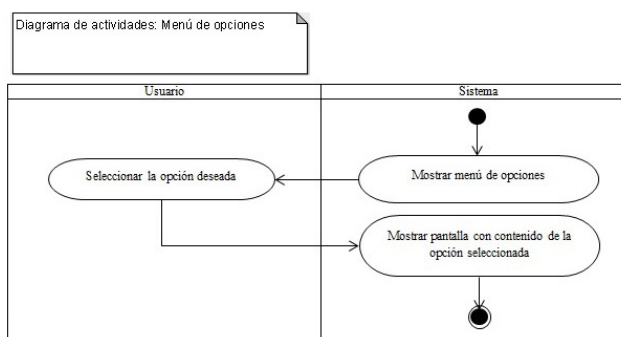 Diagrama de actividades: Menú de opciones
Usuario
Sistema
Seleccionar la opción deseada
Mostrar menú de opciones
Mostrar pantalla con contenido de la
opción seleccionada